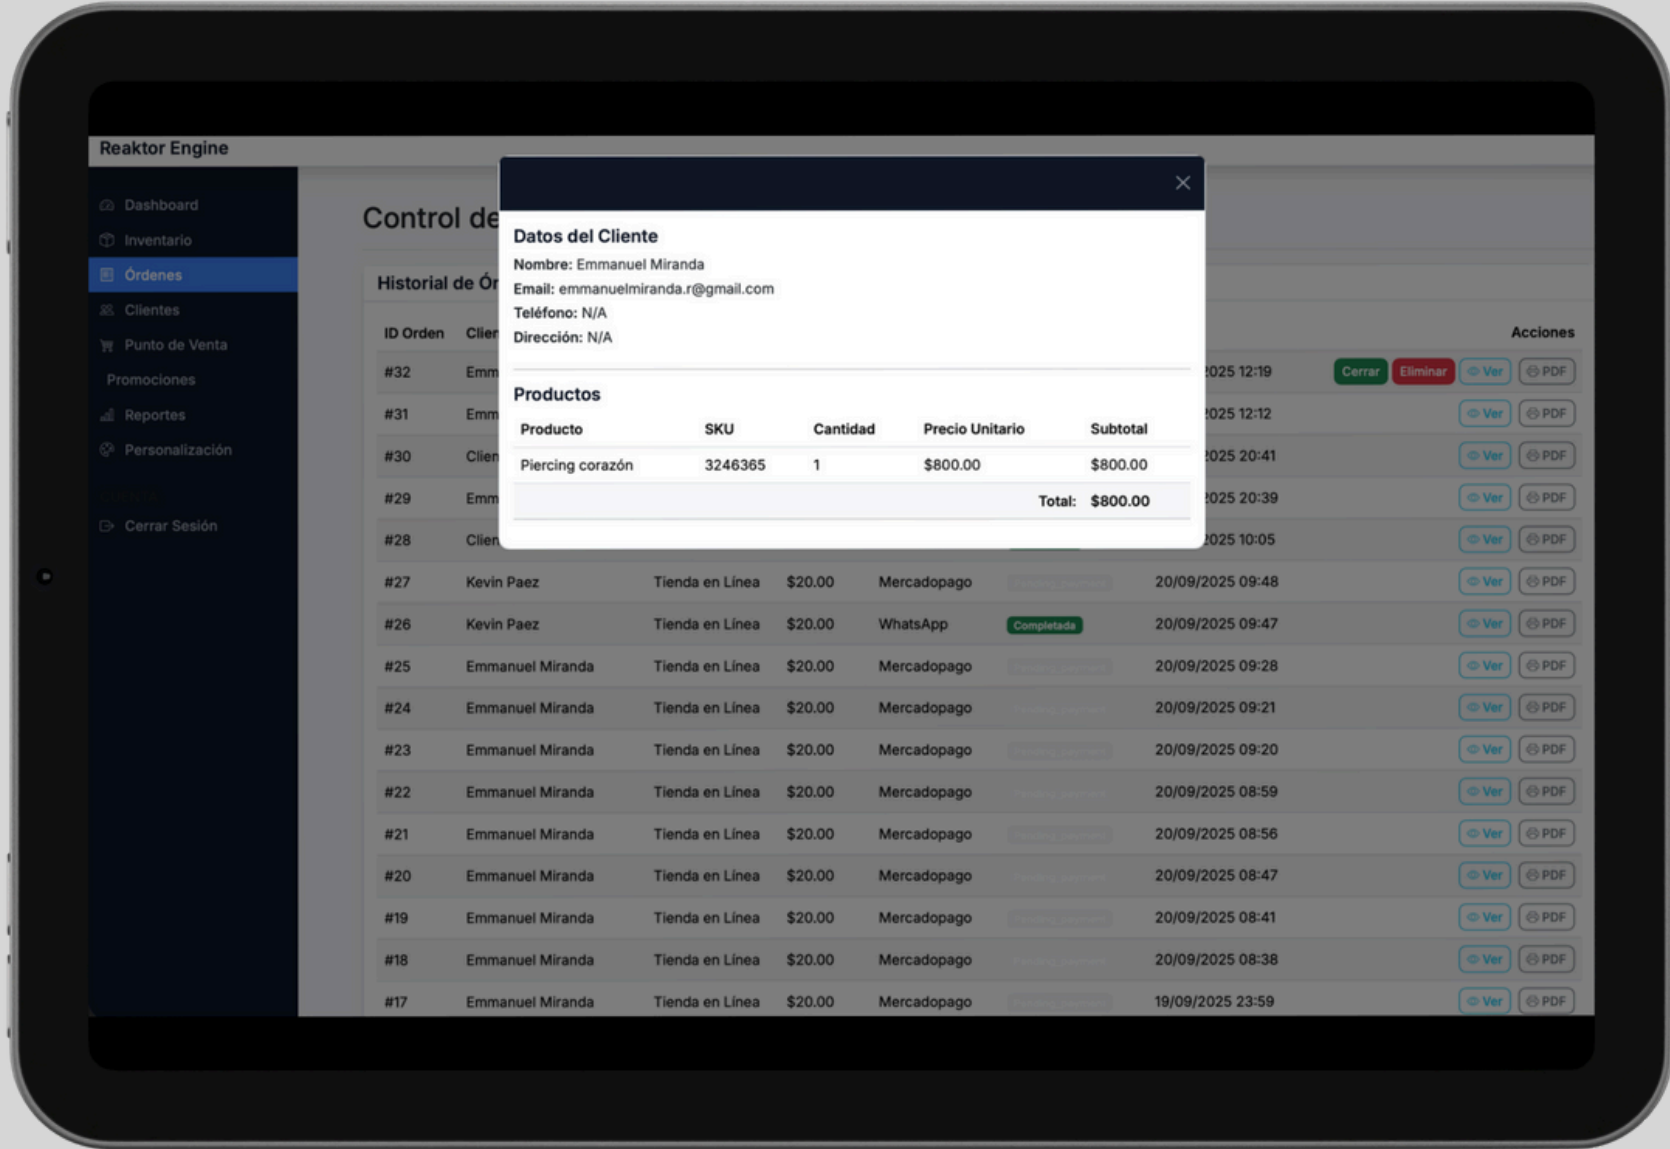 Reaktor Engine
Dashboard
Inventario
Órdenes
Clientes
Punto de Venta
Promociones
Reportes
Personalización
Cerrar Sesión
Control de
Historial de Ór
Datos del Cliente
Nombre: Emmanuel Miranda
Email: emmanuelmiranda.r@gmail.com
Teléfono: N/A
Dirección: N/A
Productos
Producto SKU Cantidad Precio Unitario Subtotal
Piercing corazón 3246365 1 $800.00 $800.00
Total: $800.00
ID Orden Clien Acciones
#32 Emm 2025 12:19 Cerrar Eliminar Ver PDF
#31 Emm 2025 12:12 Ver PDF
#30 Clien 2025 20:41 Ver PDF
#29 Emm 2025 20:39 Ver PDF
#28 Clien 2025 10:05 Ver PDF
#27 Kevin Paez Tienda en Línea $20.00 Mercadopago 20/09/2025 09:48 Ver PDF
#26 Kevin Paez Tienda en Línea $20.00 WhatsApp Completada 20/09/2025 09:47 Ver PDF
#25 Emmanuel Miranda Tienda en Línea $20.00 Mercadopago 20/09/2025 09:28 Ver PDF
#24 Emmanuel Miranda Tienda en Línea $20.00 Mercadopago 20/09/2025 09:21 Ver PDF
#23 Emmanuel Miranda Tienda en Línea $20.00 Mercadopago 20/09/2025 09:20 Ver PDF
#22 Emmanuel Miranda Tienda en Línea $20.00 Mercadopago 20/09/2025 08:59 Ver PDF
#21 Emmanuel Miranda Tienda en Línea $20.00 Mercadopago 20/09/2025 08:56 Ver PDF
#20 Emmanuel Miranda Tienda en Línea $20.00 Mercadopago 20/09/2025 08:47 Ver PDF
#19 Emmanuel Miranda Tienda en Línea $20.00 Mercadopago 20/09/2025 08:41 Ver PDF
#18 Emmanuel Miranda Tienda en Línea $20.00 Mercadopago 20/09/2025 08:38 Ver PDF
#17 Emmanuel Miranda Tienda en Línea $20.00 Mercadopago 19/09/2025 23:59 Ver PDF